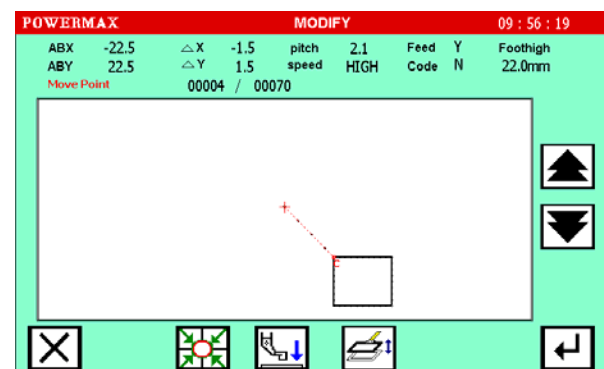 POWERMAX MODIFY 09 : 56 : 19
ABX -22.5 △X -1.5 pitch 2.1 Feed Y Foothigh
ABY 22.5 △Y 1.5 speed HIGH Code N 22.0mm
Move Point 00004 / 00070